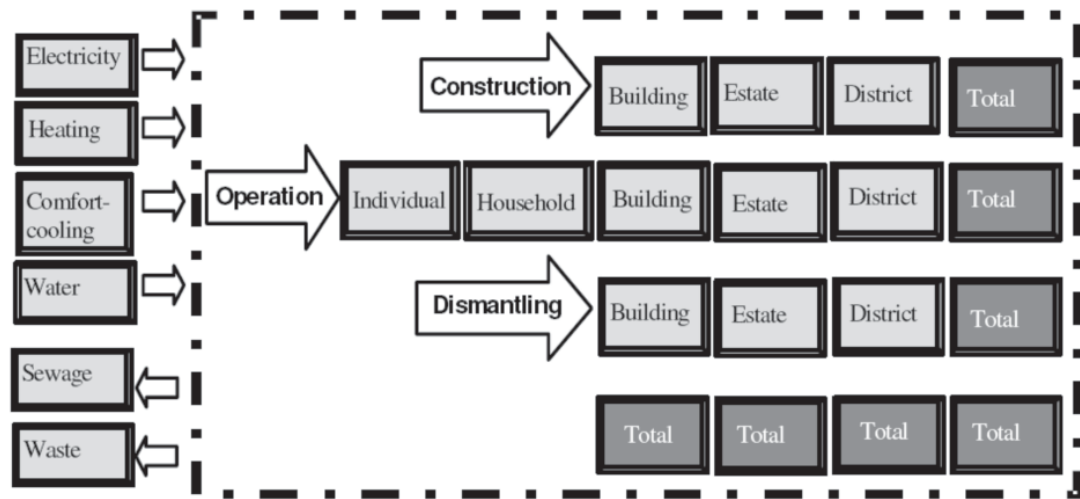 Electricity
Heating
Comfort-
cooling
Water
Sewage
Waste
Construction
Building
Estate
District
Total
Operation
Individual
Household
Building
Estate
District
Total
Dismantling
Building
Estate
District
Total
Total
Total
Total
Total